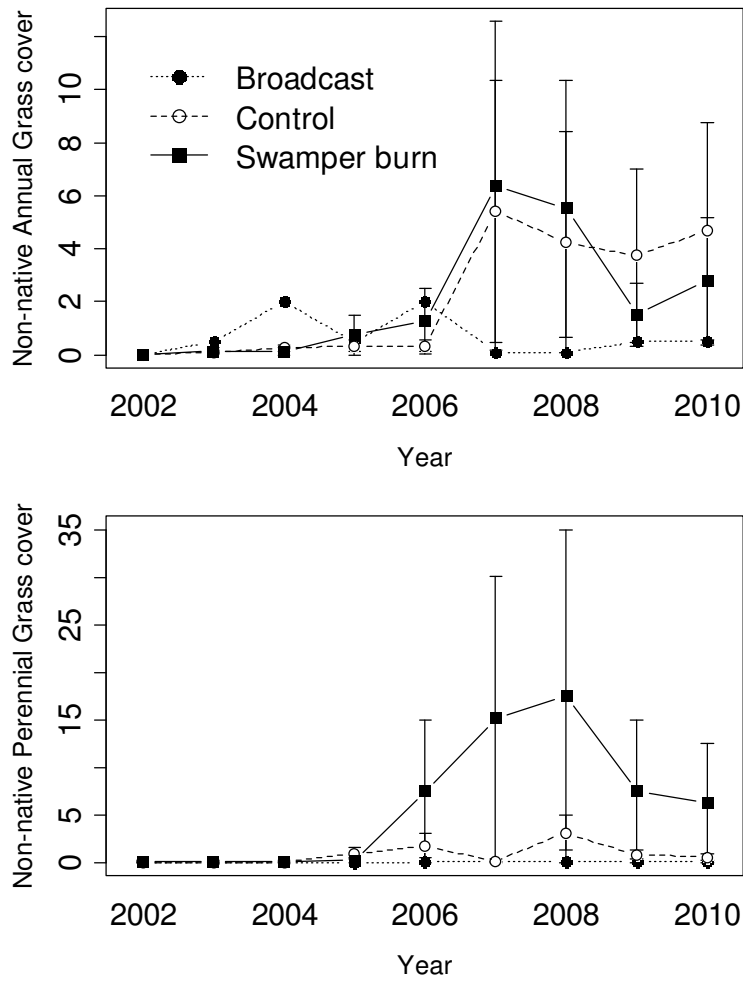 Non-native Annual Grass cover
10
8
6
4
2
0
Broadcast
Control
Swamper burn
2002 2004 2006 2008 2010
Year
Non-native Perennial Grass cover
35
25
15
5
0
2002 2004 2006 2008 2010
Year